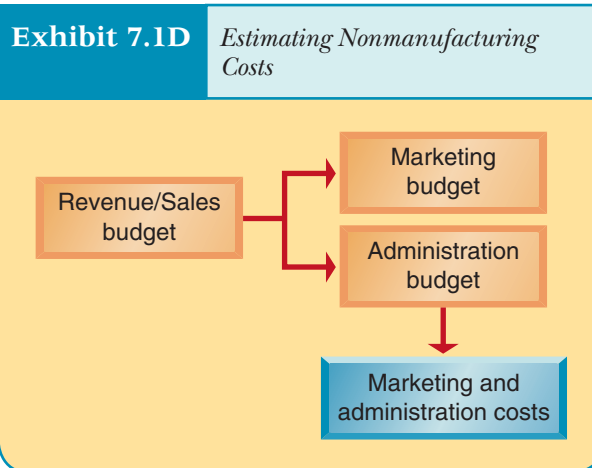 Exhibit 7.1D
Estimating Nonmanufacturing
Costs
Revenue/Sales
budget
Marketing
budget
Administration
budget
Marketing and
administration costs